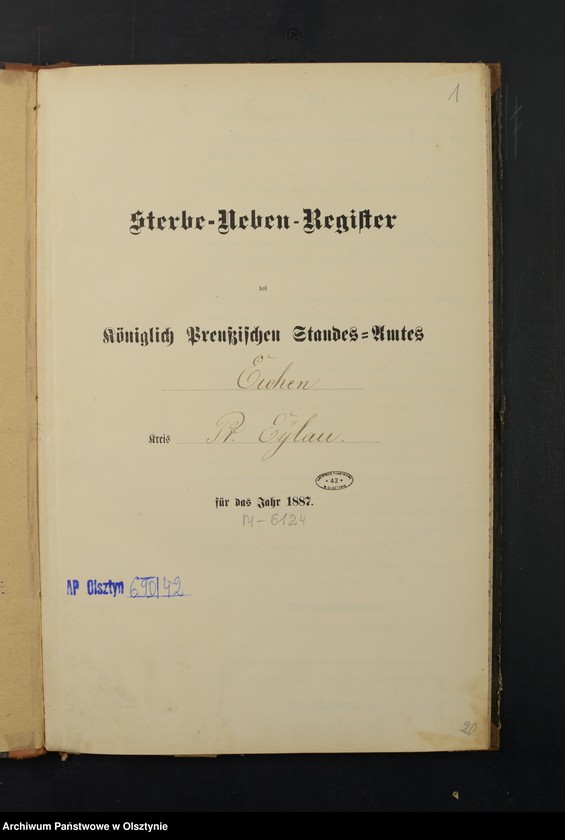 1
Sterbe-Neben-Register
des
Königlich Preußischen Standes-Amtes
Eichen
Kreis Pr. Eylau.
42
für das Jahr 1887.
M-6124
AP Olsztyn 690/42
20
Archiwum Państwowe w Olsztynie